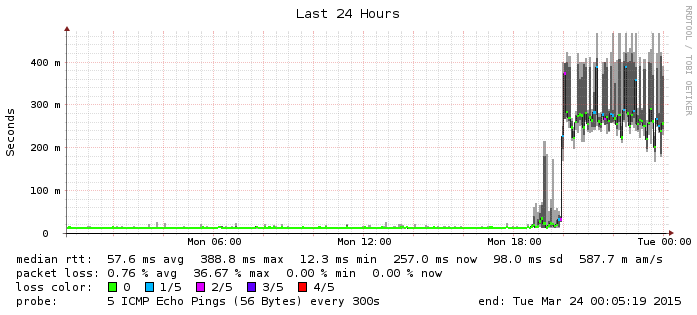 Last 24 Hours
RRDTOOL / TOBI OETIKER
Seconds
400 m
300 m
200 m
100 m
0
Mon 06:00 Mon 12:00 Mon 18:00 Tue 00:00
median rtt: 57.6 ms avg 388.8 ms max 12.3 ms min 257.0 ms now 98.0 ms sd 587.7 m am/s
packet loss: 0.76 % avg 36.67 % max 0.00 % min 0.00 % now
loss color: 0 1/5 2/5 3/5 4/5
probe: 5 ICMP Echo Pings (56 Bytes) every 300s end: Tue Mar 24 00:05:19 2015